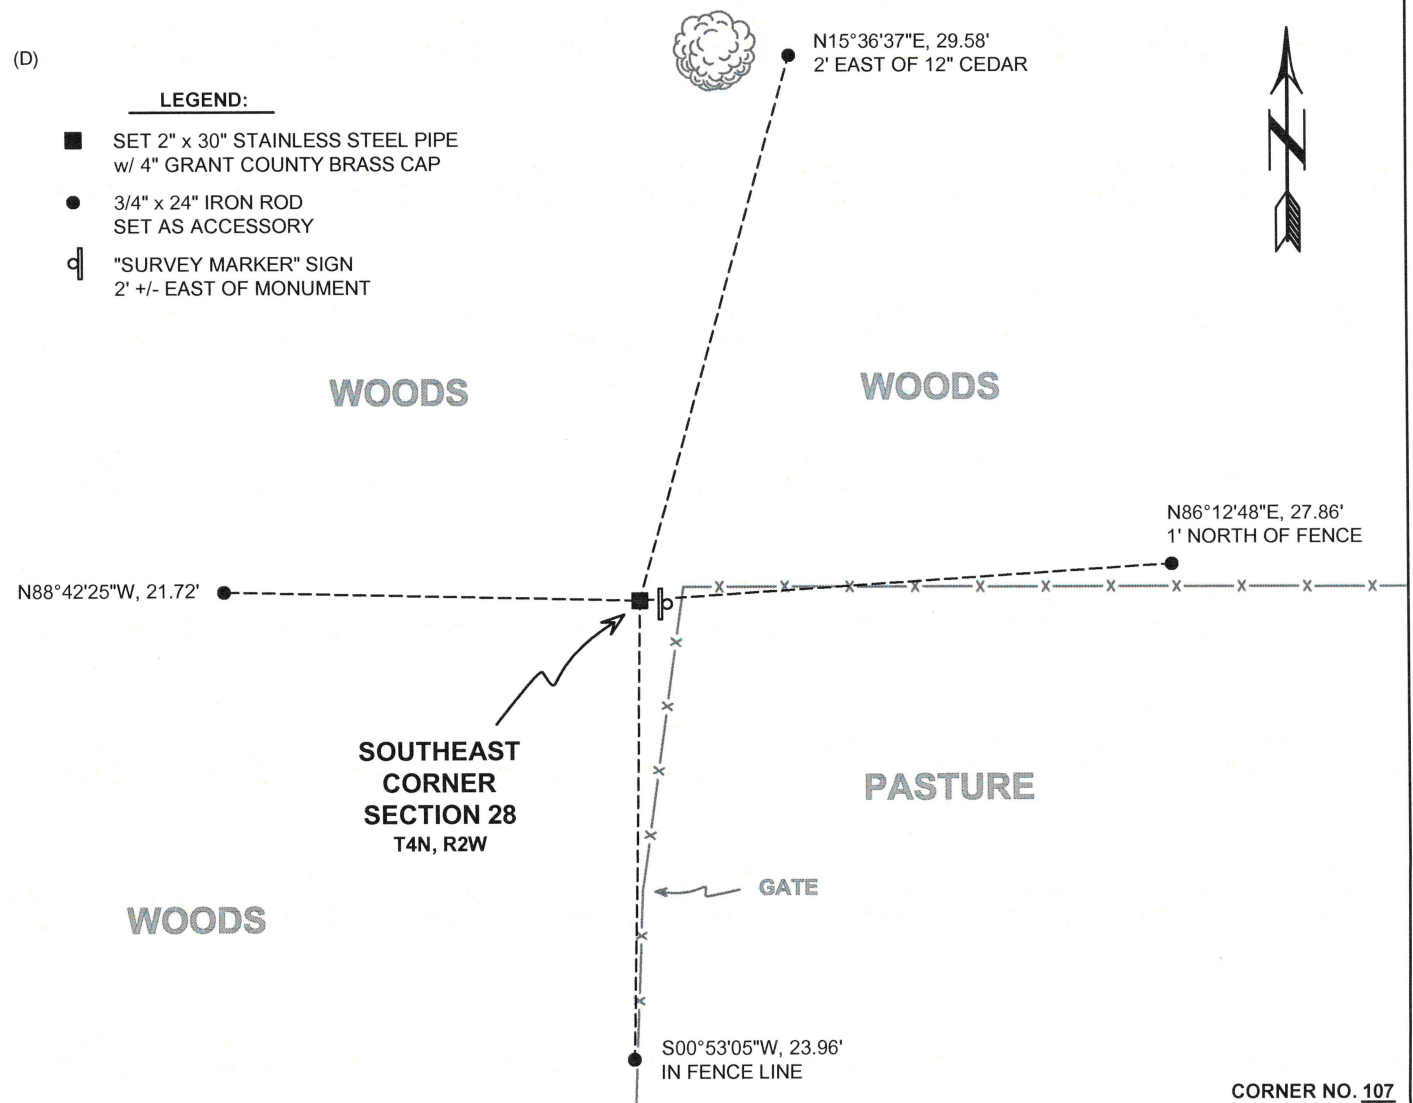 (D)
N15°36'37"E, 29.58'
2' EAST OF 12" CEDAR
LEGEND:
SET 2" x 30" STAINLESS STEEL PIPE
w/ 4" GRANT COUNTY BRASS CAP
3/4" x 24" IRON ROD
SET AS ACCESSORY
"SURVEY MARKER" SIGN
2' +/- EAST OF MONUMENT
N
WOODS
WOODS
N86°12'48"E, 27.86'
1' NORTH OF FENCE
N88°42'25"W, 21.72'
SOUTHEAST
CORNER
SECTION 28
T4N, R2W
PASTURE
GATE
WOODS
S00°53'05"W, 23.96'
IN FENCE LINE
CORNER NO. 107